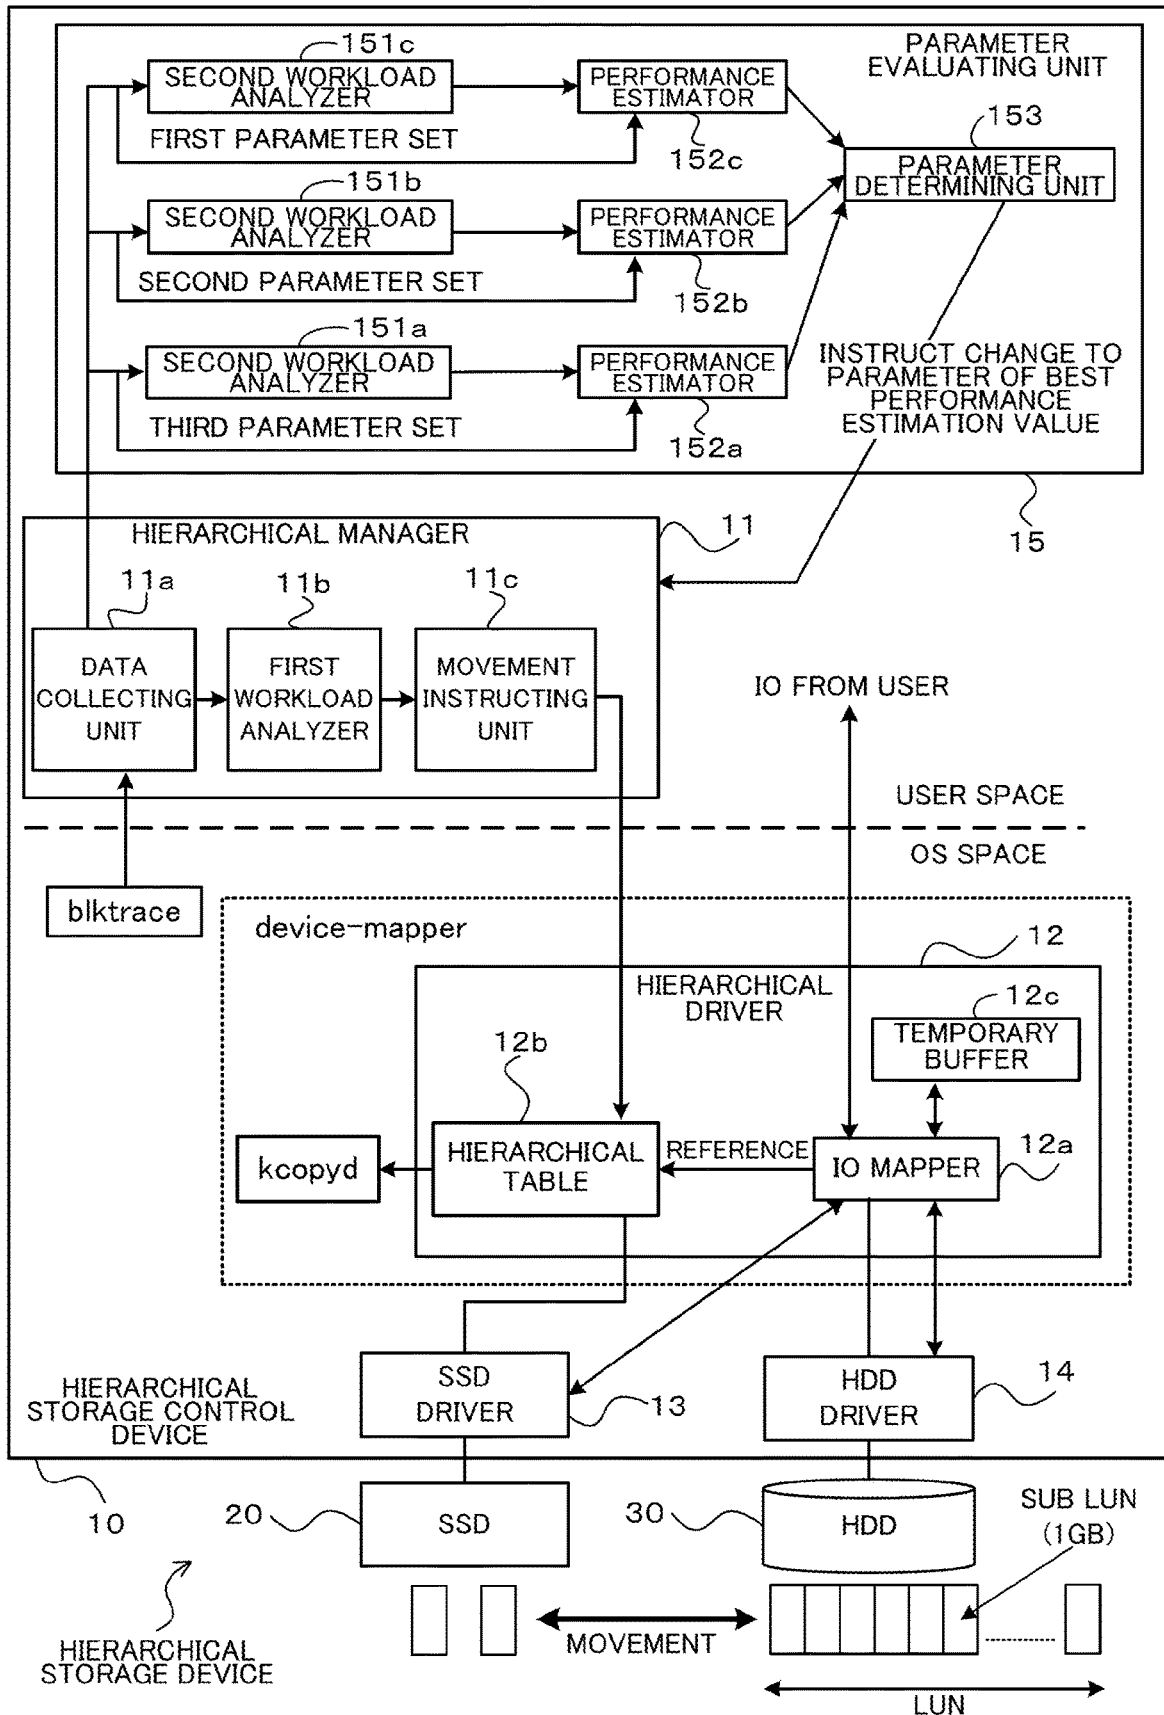 151c
PARAMETER
EVALUATING UNIT
SECOND WORKLOAD
ANALYZER
PERFORMANCE
ESTIMATOR
153
FIRST PARAMETER SET
152c
PARAMETER
DETERMINING UNIT
151b
SECOND WORKLOAD
ANALYZER
PERFORMANCE
ESTIMATOR
SECOND PARAMETER SET
152b
151a
SECOND WORKLOAD
ANALYZER
PERFORMANCE
ESTIMATOR
INSTRUCT CHANGE TO
PARAMETER OF BEST
PERFORMANCE
ESTIMATION VALUE
THIRD PARAMETER SET
152a
15
HIERARCHICAL MANAGER
11
11a
11b
11c
DATA
COLLECTING
UNIT
FIRST
WORKLOAD
ANALYZER
MOVEMENT
INSTRUCTING
UNIT
IO FROM USER
USER SPACE
OS SPACE
blktrace
device-mapper
12
HIERARCHICAL
DRIVER
12c
TEMPORARY
BUFFER
12b
HIERARCHICAL
TABLE
REFERENCE
IO MAPPER
12a
kcopyd
SSD
DRIVER
13
HDD
DRIVER
14
HIERARCHICAL
STORAGE CONTROL
DEVICE
10
20
SSD
30
HDD
SUB LUN
(1GB)
MOVEMENT
HIERARCHICAL
STORAGE DEVICE
LUN